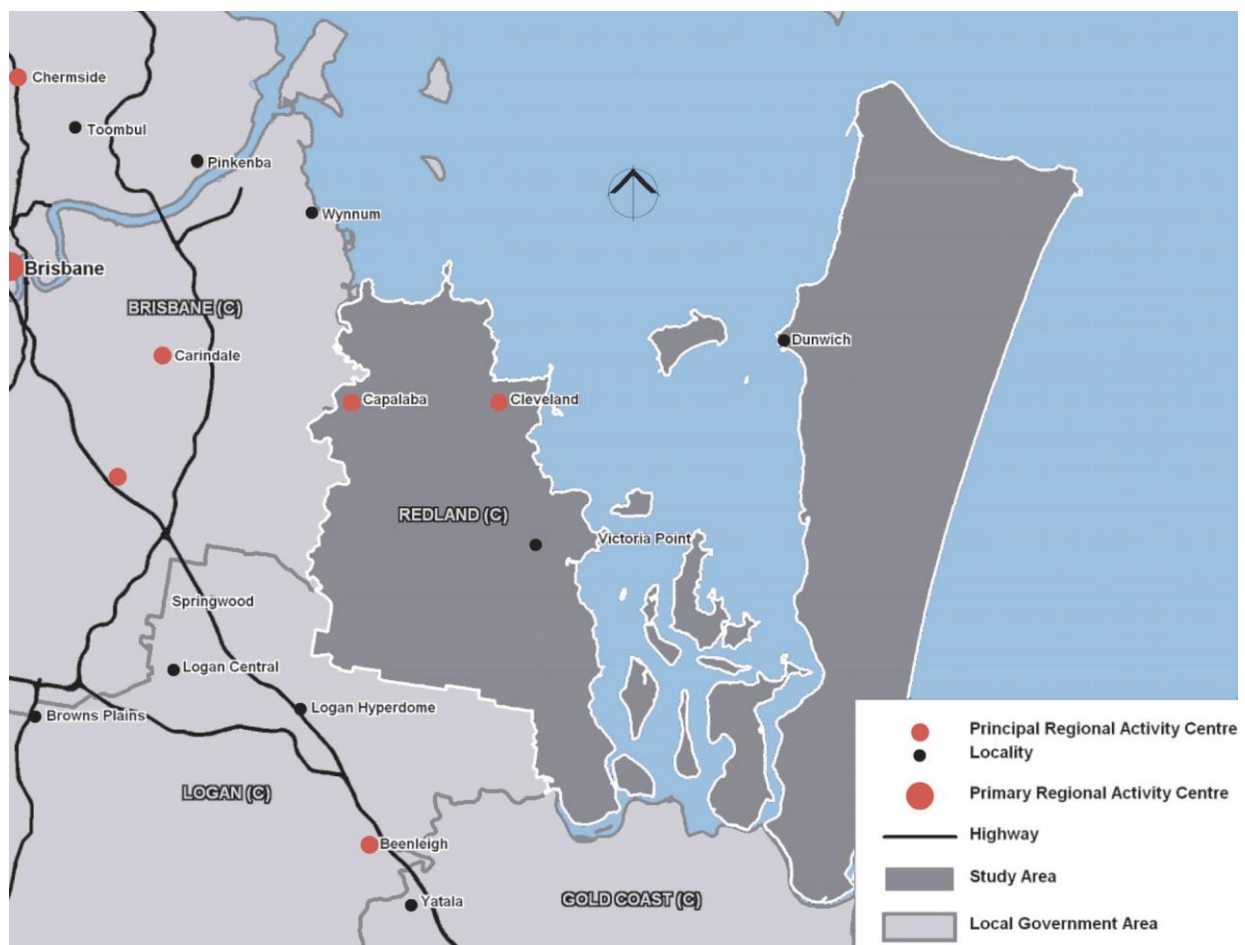 Chermside
Toombul
Pinkenba
Wynnum
Brisbane
BRISBANE (C)
Dunwich
Carindale
Capalaba
Cleveland
REDLAND (C)
Victoria Point
Springwood
Logan Central
Logan Hyperdome
Browns Plains
LOGAN (C)
Beenleigh
GOLD COAST (C)
Yatala
Principal Regional Activity Centre
Locality
Primary Regional Activity Centre
Highway
Study Area
Local Government Area